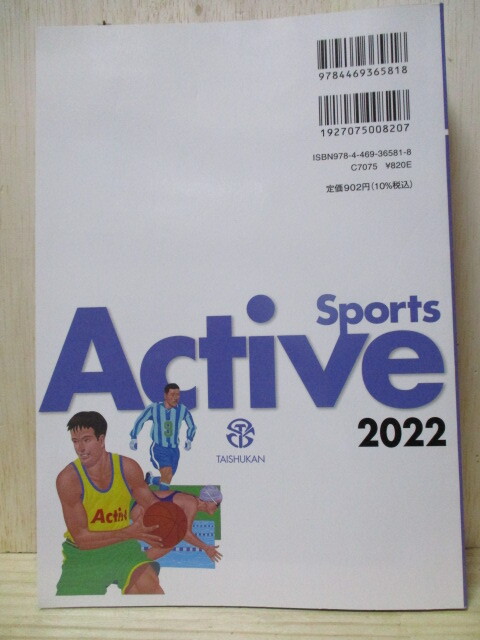 9784469365818
1927075008207
ISBN978-4-469-36581-8
C7075 ¥820E
定価902円(10%税込)
Sports
Active
2022
TAISHUKAN
Activ